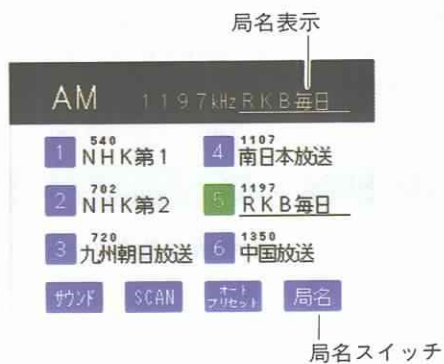 局名表示
AM 1197kHz RKB毎日
540
1 NHK第1
1107
4 南日本放送
702
2 NHK第2
1197
5 RKB毎日
720
3 九州朝日放送
1350
6 中国放送
サウンド SCAN オートプリセット 局名
局名スイッチ